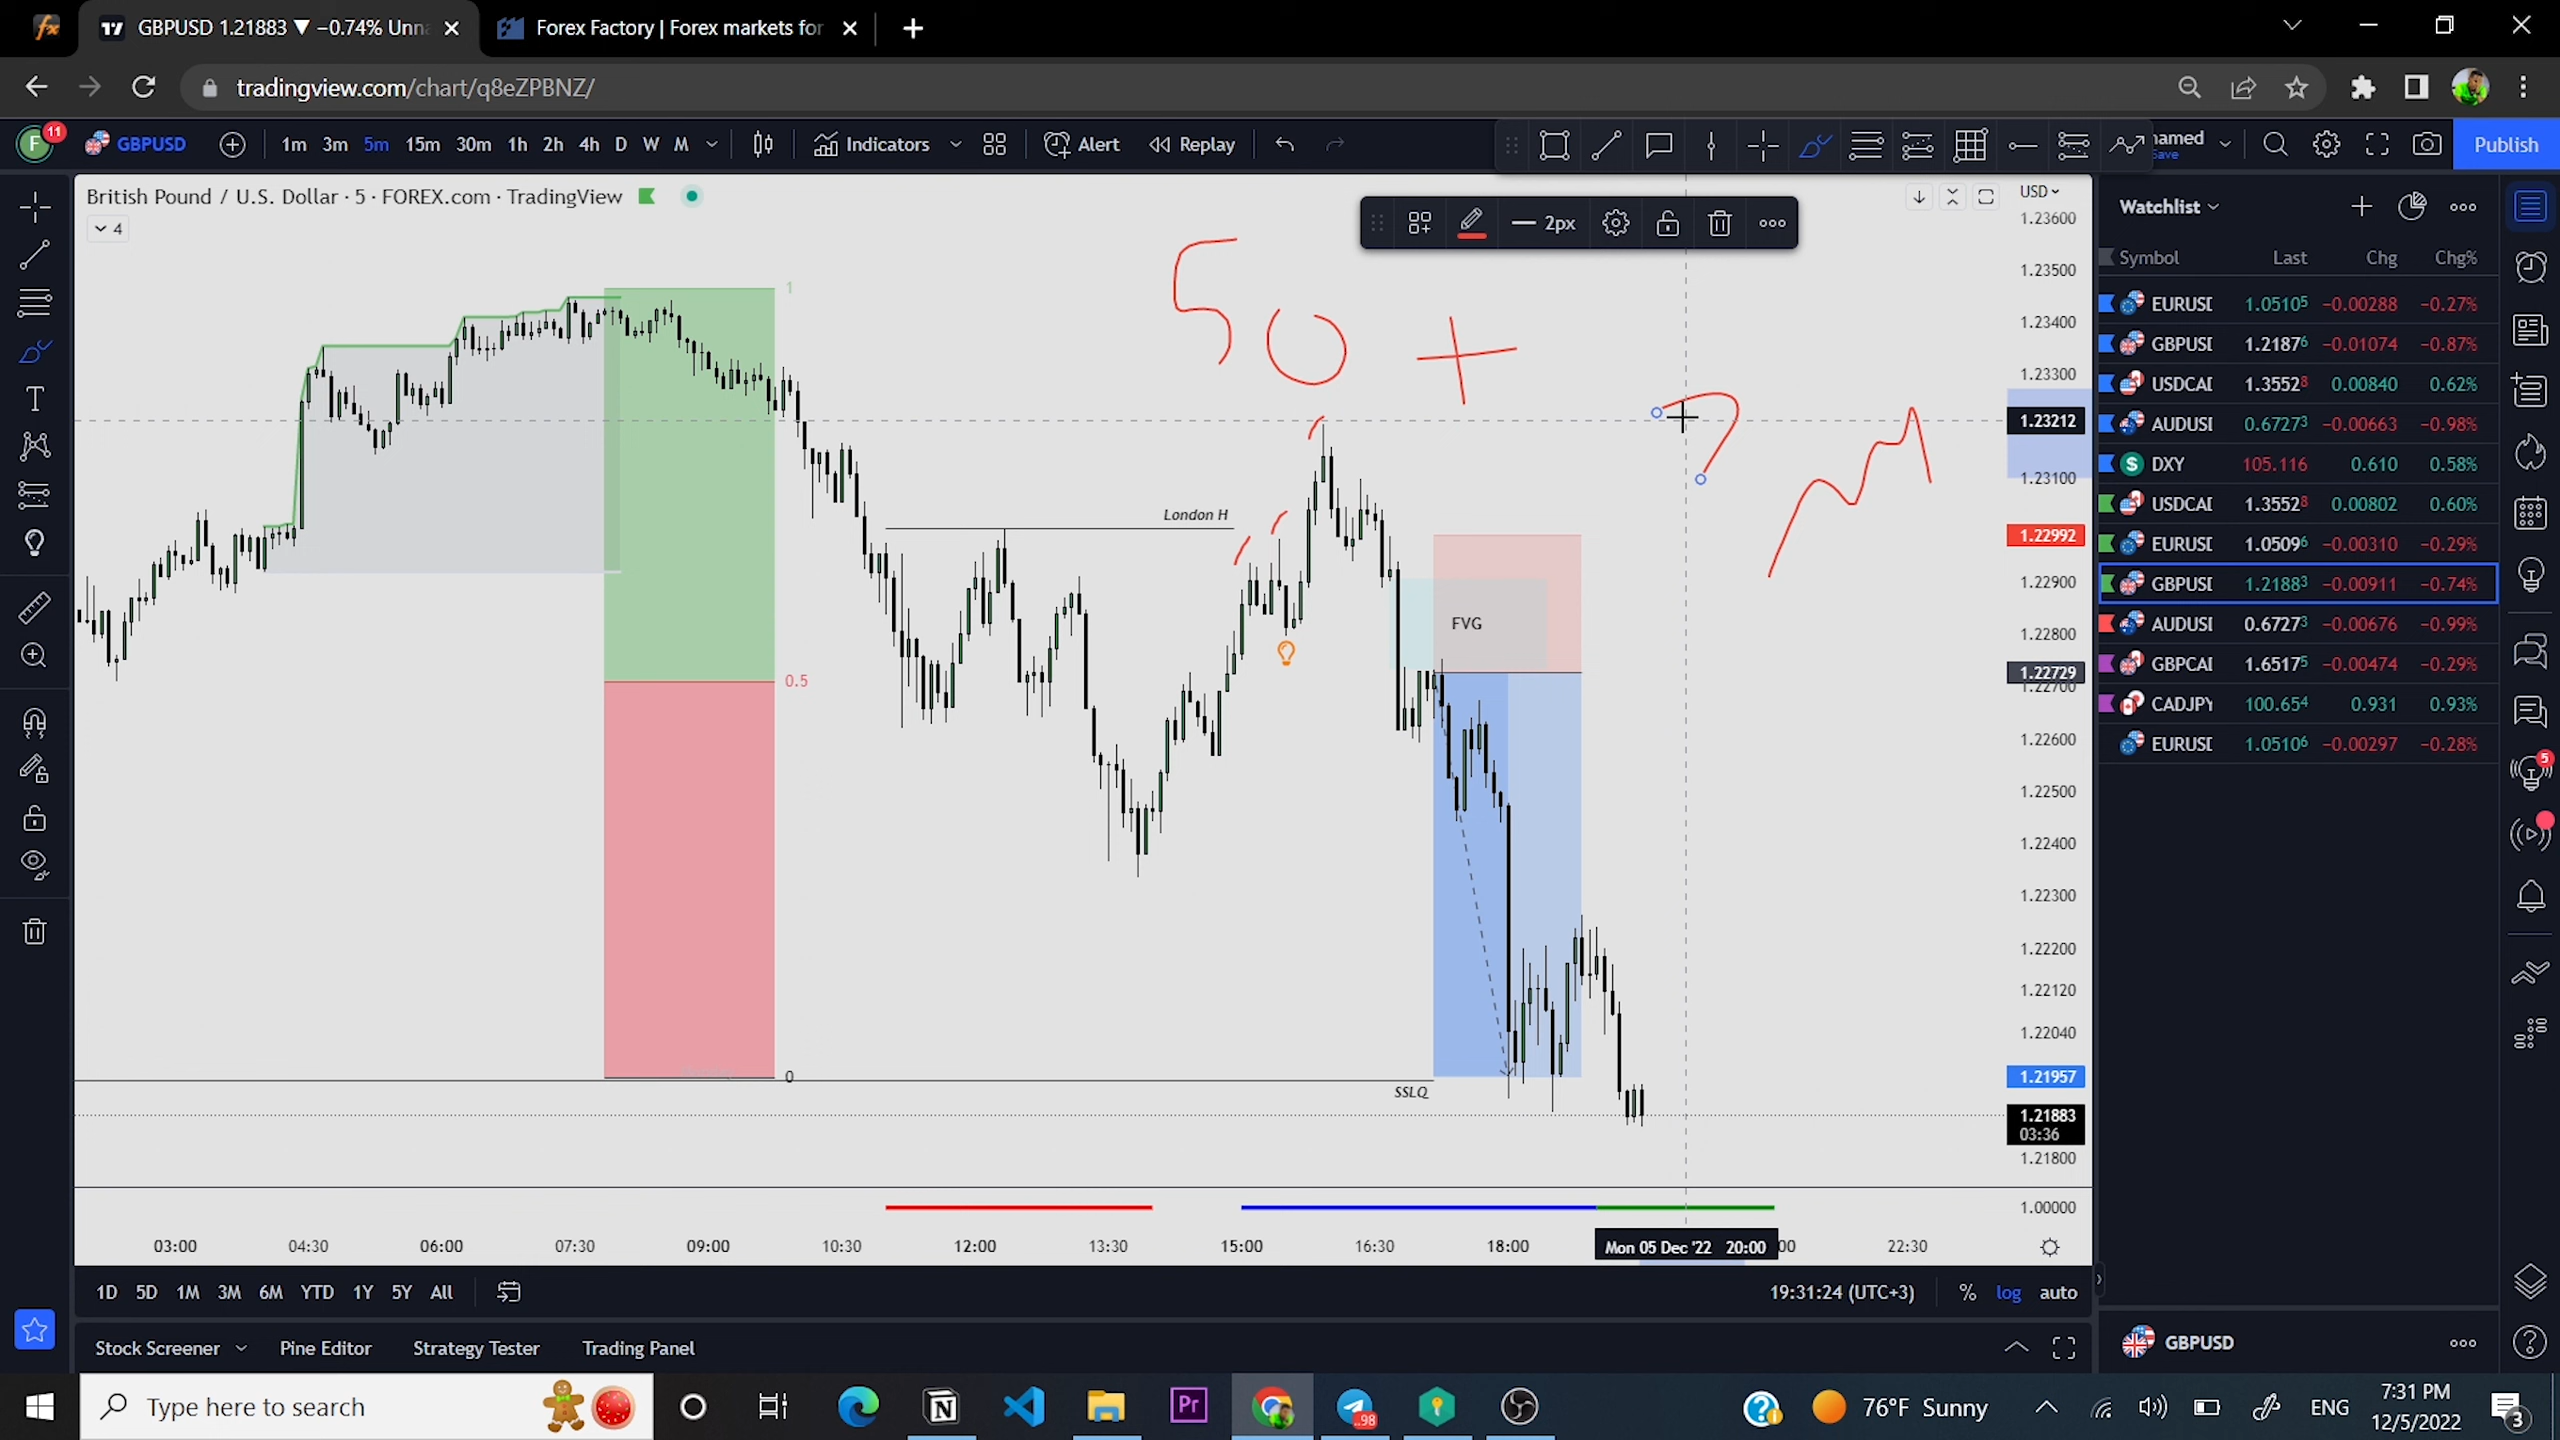 GBPUSD 1.21883 ▼ −0.74% Unn
Forex Factory | Forex markets for
tradingview.com/chart/q8eZPBNZ/
F 11 GBPUSD 1m 3m 5m 15m 30m 1h 2h 4h D W M Indicators Alert Replay named Save Publish
British Pound / U.S. Dollar · 5 · FOREX.com · TradingView
4
2px
USD
50 + ?
1
0.5
0
London H
FVG
SSLQ
1.23600
1.23500
1.23400
1.23300
1.23212
1.23100
1.22992
1.22900
1.22800
1.22729
1.22700
1.22600
1.22500
1.22400
1.22300
1.22200
1.22120
1.22040
1.21957
1.21883
03:36
1.21800
1.00000
03:00 04:30 06:00 07:30 09:00 10:30 12:00 13:30 15:00 16:30 18:00 Mon 05 Dec '22 20:00 :00 22:30
1D 5D 1M 3M 6M YTD 1Y 5Y All 19:31:24 (UTC+3) % log auto
Stock Screener Pine Editor Strategy Tester Trading Panel
Watchlist
Symbol Last Chg Chg%
EURUSD 1.05105 −0.00288 −0.27%
GBPUSD 1.21876 −0.01074 −0.87%
USDCAD 1.35528 0.00840 0.62%
AUDUSD 0.67273 −0.00663 −0.98%
DXY 105.116 0.610 0.58%
USDCAD 1.35528 0.00802 0.60%
EURUSD 1.05096 −0.00310 −0.29%
GBPUSD 1.21883 −0.00911 −0.74%
AUDUSD 0.67273 −0.00676 −0.99%
GBPCAD 1.65175 −0.00474 −0.29%
CADJPY 100.654 0.931 0.93%
EURUSD 1.05106 −0.00297 −0.28%
5
GBPUSD
Type here to search
Pr
98
76°F Sunny
ENG
7:31 PM
12/5/2022
3